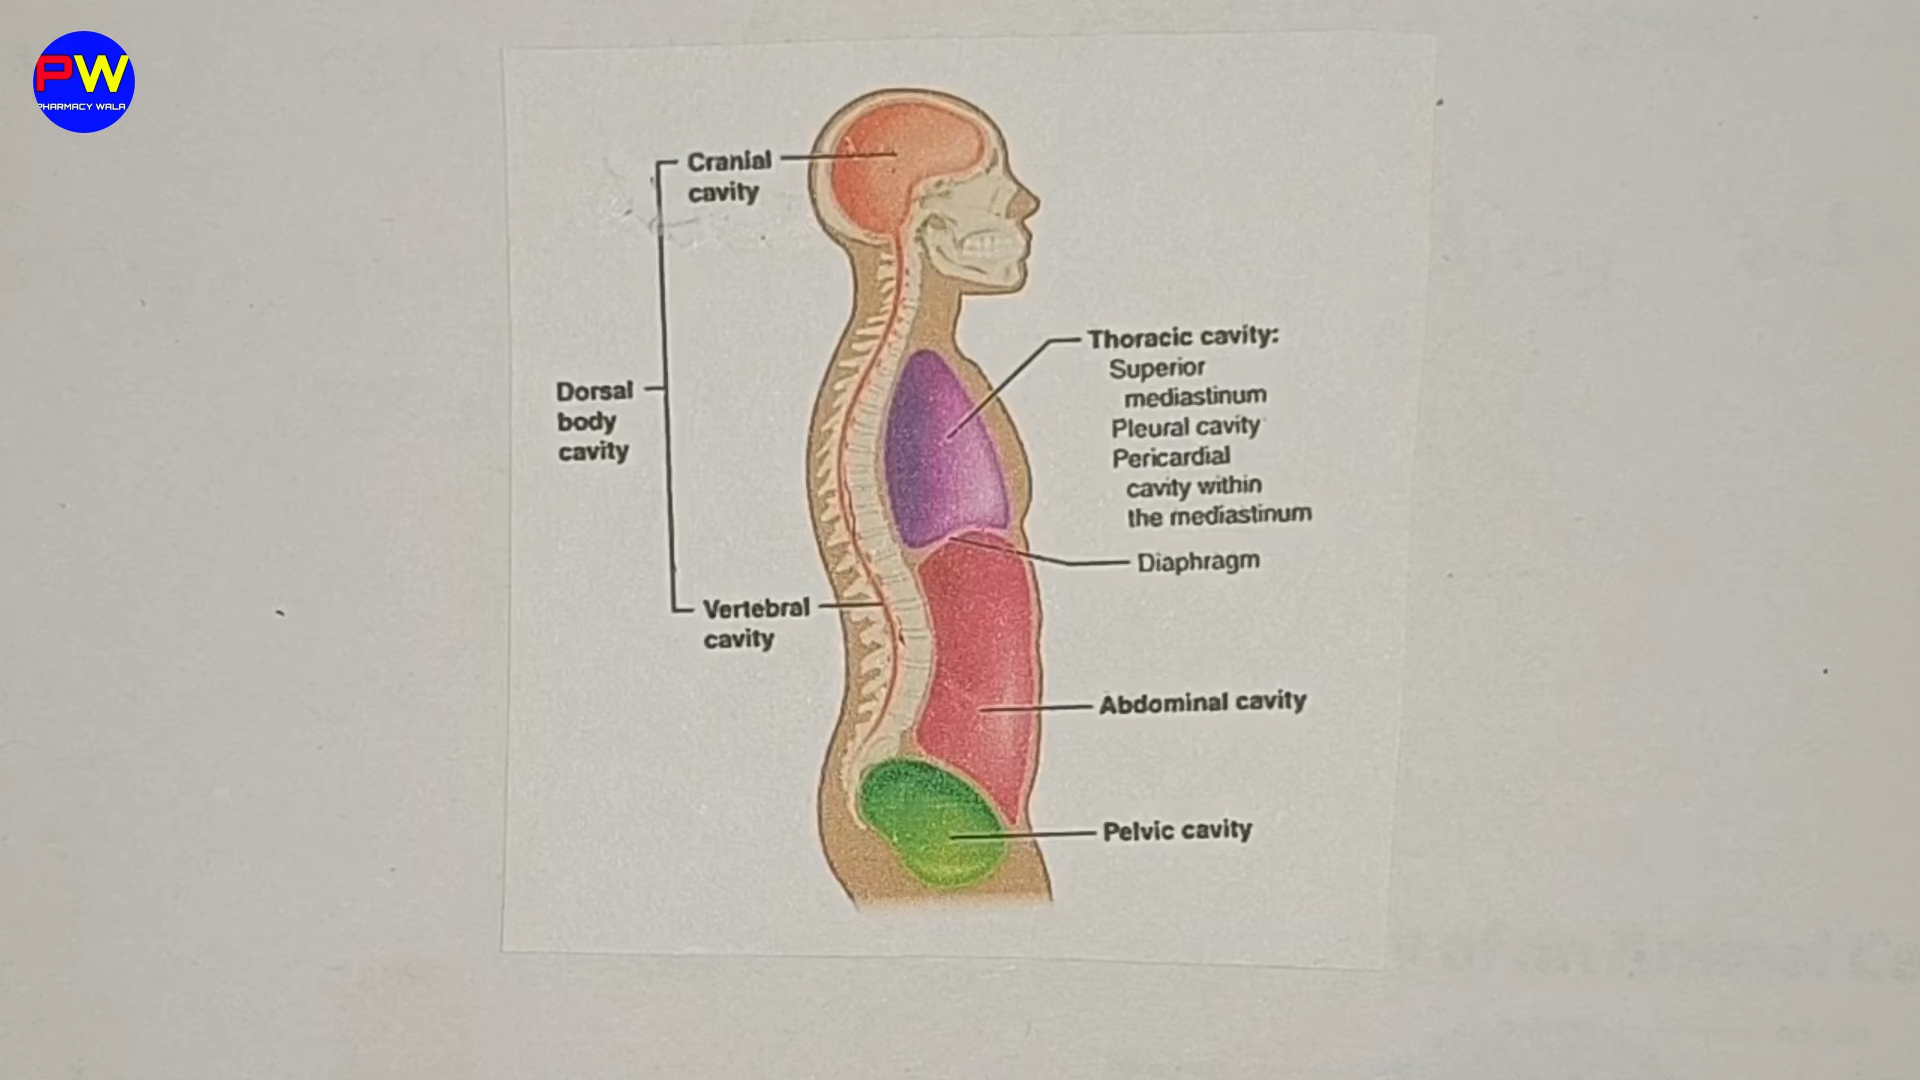 PW
PHARMACY WALA
Cranial
cavity
Dorsal
body
cavity
Vertebral
cavity
Thoracic cavity:
Superior
mediastinum
Pleural cavity
Pericardial
cavity within
the mediastinum
Diaphragm
Abdominal cavity
Pelvic cavity